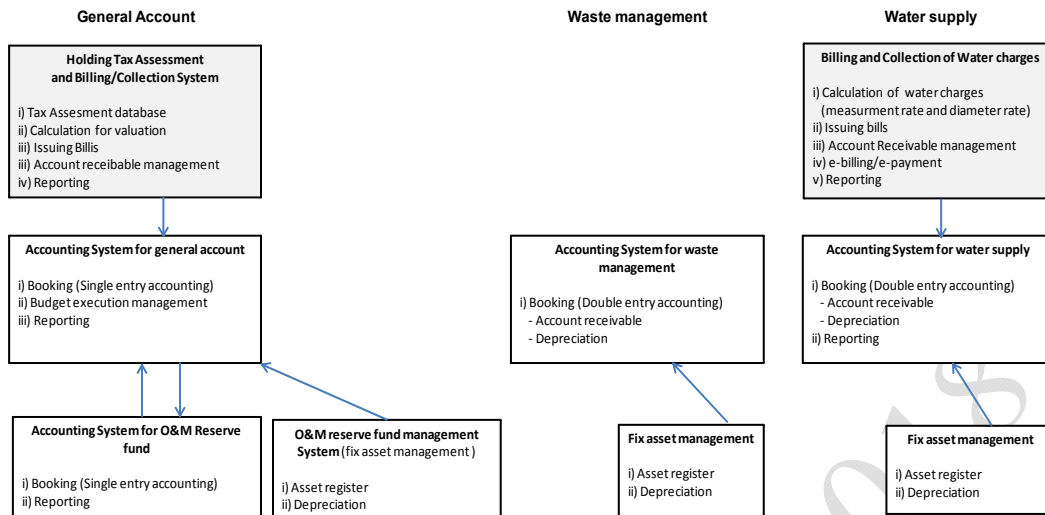 General Account
Waste management
Water supply
Holding Tax Assessment
and Billing/Collection System
i) Tax Assesment database
ii) Calculation for valuation
iii) Issuing Billis
iii) Account receibable management
iv) Reporting
Billing and Collection of Water charges
i) Calculation of water charges
(measurment rate and diameter rate)
ii) Issuing bills
iii) Account Receivable management
iv) e-billing/e-payment
v) Reporting
Accounting System for general account
i) Booking (Single entry accounting)
ii) Budget execution management
iii) Reporting
Accounting System for waste
management
i) Booking (Double entry accounting)
- Account receivable
- Depreciation
Accounting System for water supply
i) Booking (Double entry accounting)
- Account receivable
- Depreciation
ii) Reporting
Accounting System for O&M Reserve
fund
i) Booking (Single entry accounting)
ii) Reporting
O&M reserve fund management
System (fix asset management )
i) Asset register
ii) Depreciation
Fix asset management
i) Asset register
ii) Depreciation
Fix asset management
i) Asset register
ii) Depreciation